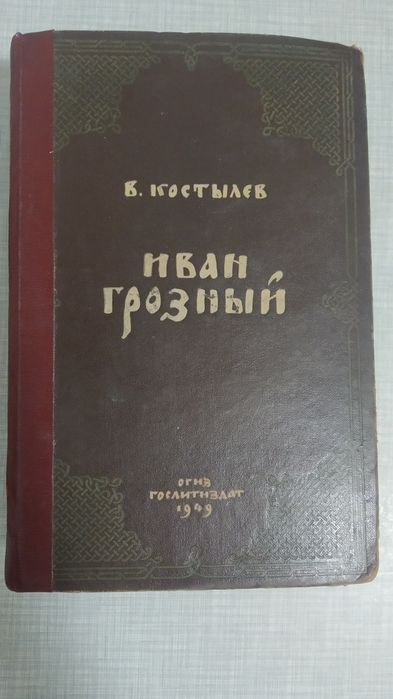 В. КОСТЫЛЕВ
ИВАН
ГРОЗНЫЙ
ОГИЗ
ГОСЛИТИЗДАТ
1949